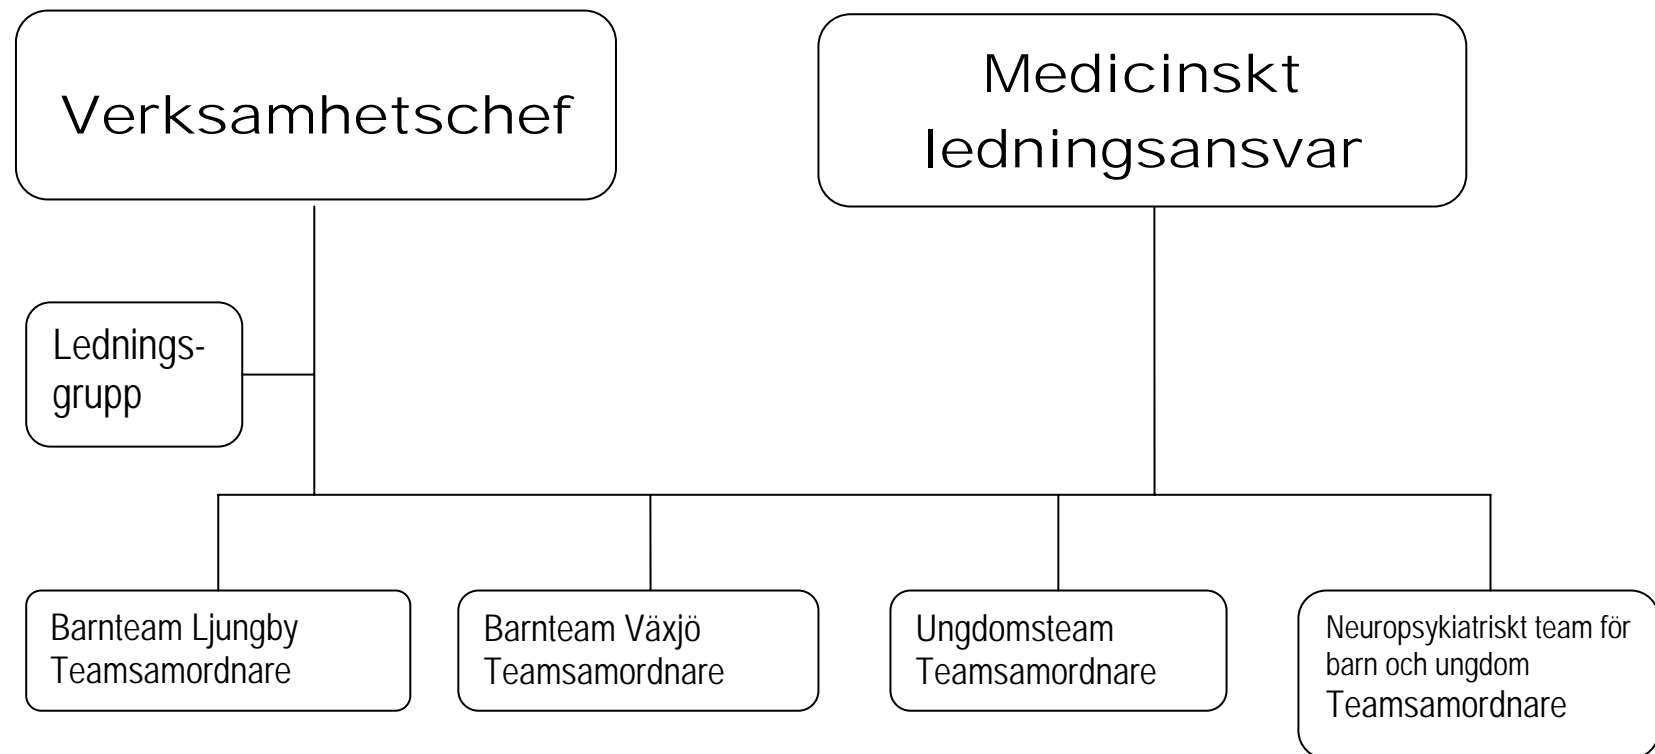 Verksamhetschef
Medicinskt
ledningsansvar
Lednings-
grupp
Barnteam Ljungby
Teamsamordnare
Barnteam Växjö
Teamsamordnare
Ungdomsteam
Teamsamordnare
Neuropsykiatriskt team för
barn och ungdom
Teamsamordnare